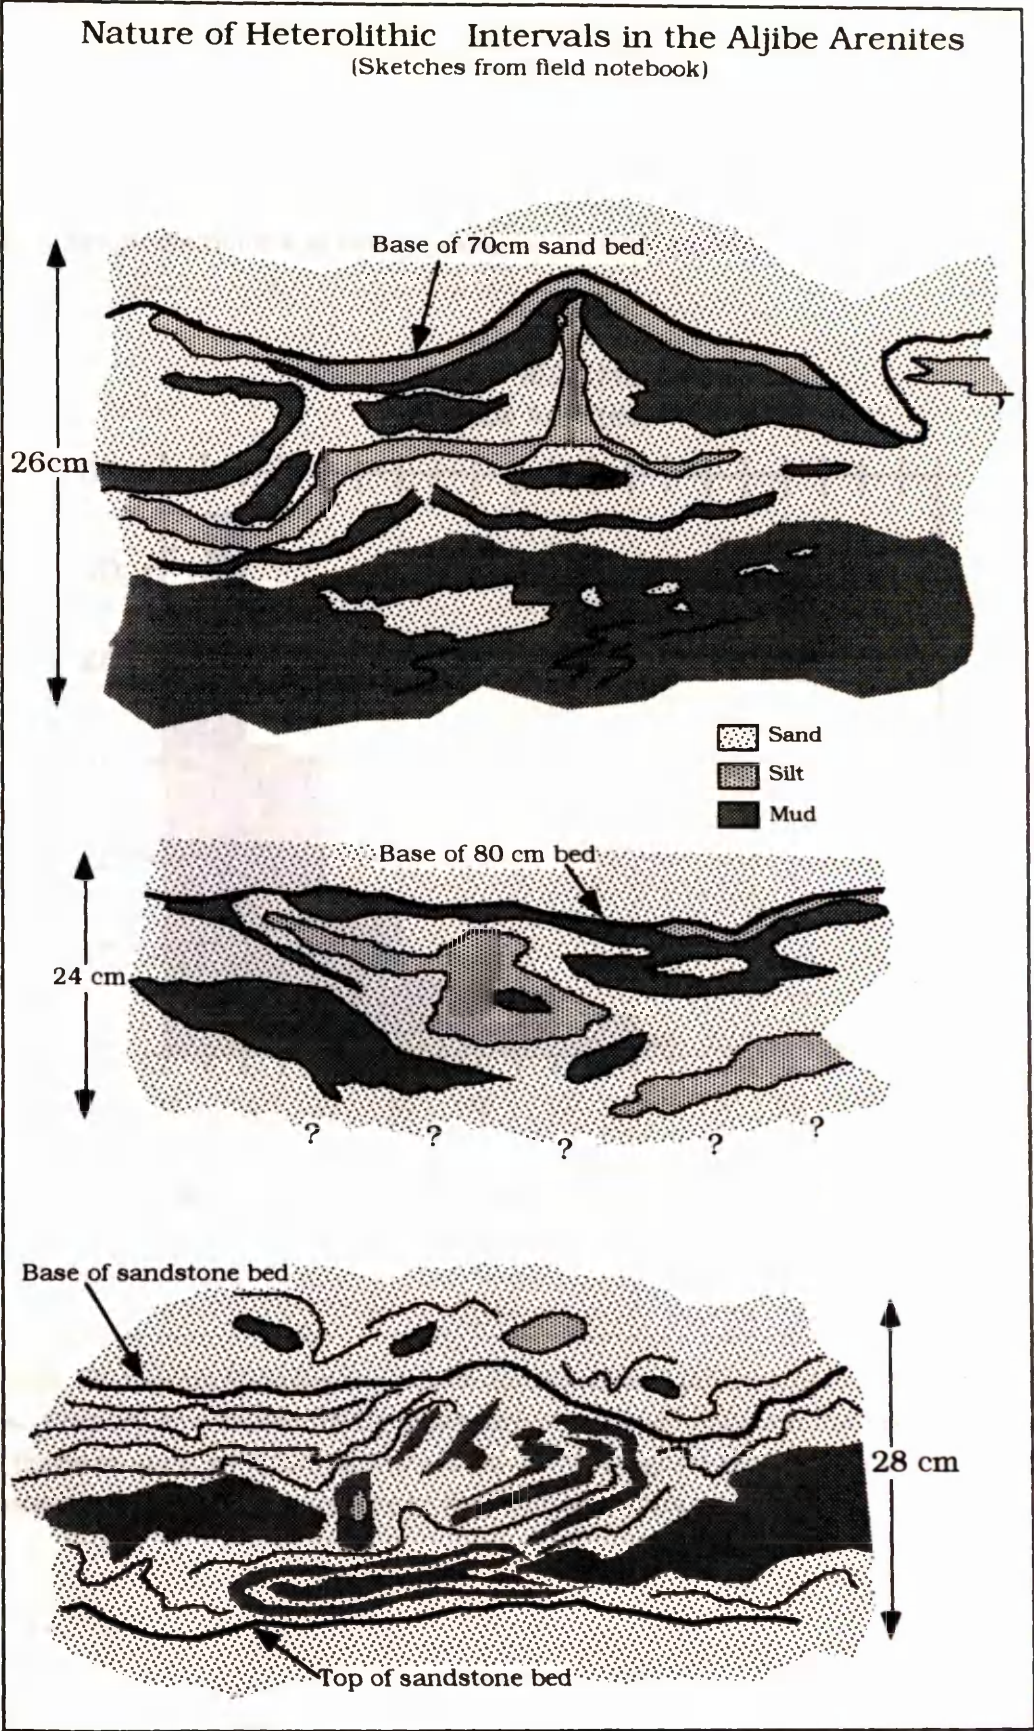 Nature of Heterolithic Intervals in the Aljibe Arenites
(Sketches from field notebook)
Base of 70cm sand bed
26cm
Sand
Silt
Mud
Base of 80 cm bed
24 cm
? ? ? ? ?
Base of sandstone bed
28 cm
Top of sandstone bed